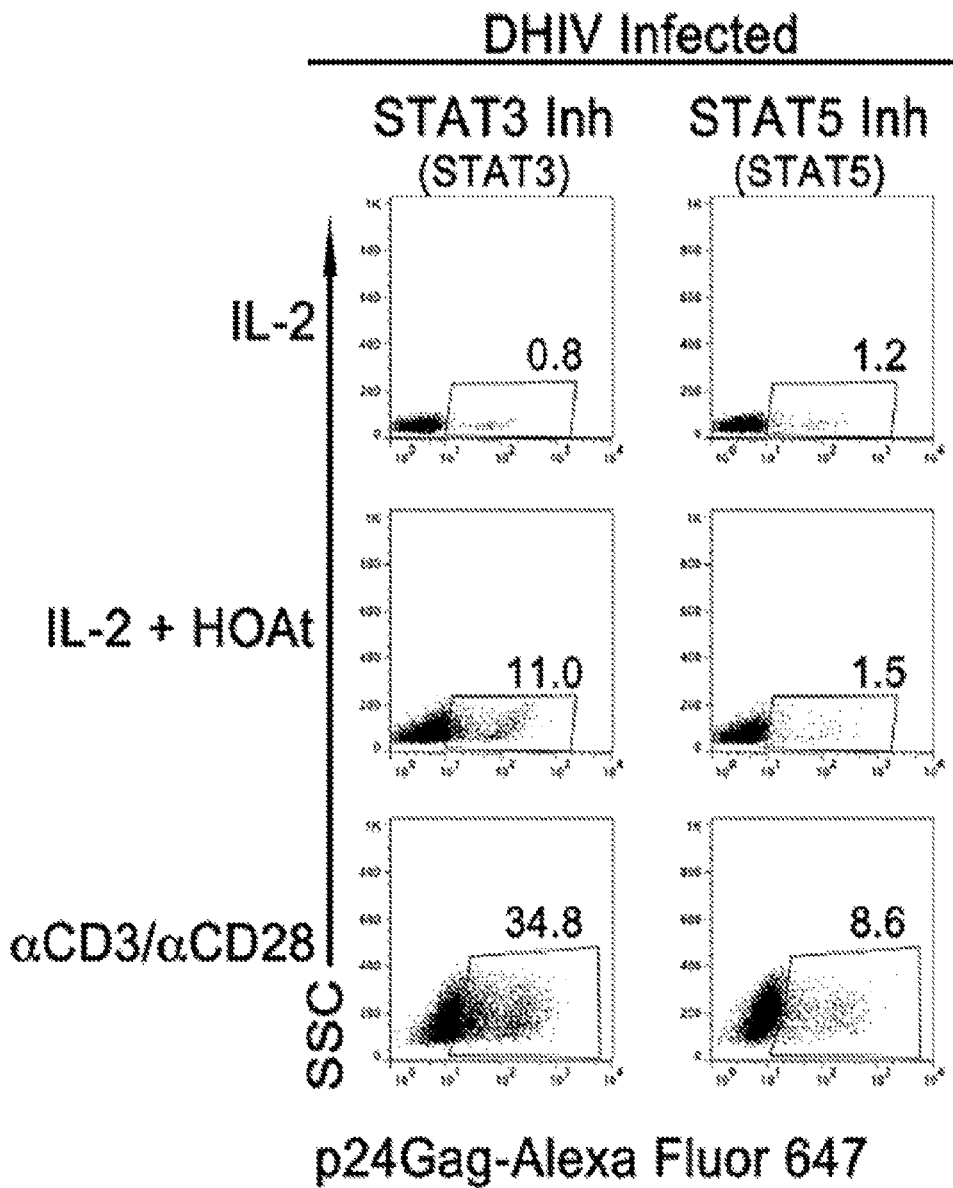 DHIV Infected
STAT3 Inh STAT5 Inh
(STAT3) (STAT5)
IL-2
0.8 1.2
IL-2 + HOAt
11.0 1.5
αCD3/αCD28
34.8 8.6
SSC
p24Gag-Alexa Fluor 647